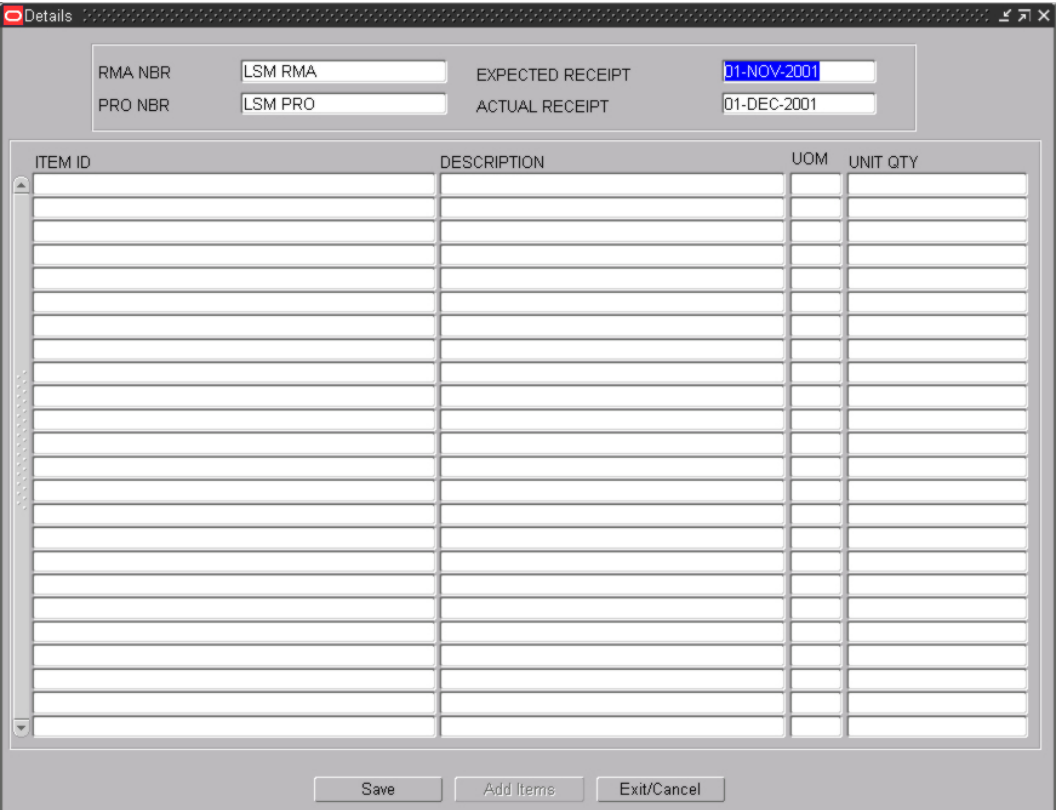 Details
RMA NBR LSM RMA EXPECTED RECEIPT 01-NOV-2001
PRO NBR LSM PRO ACTUAL RECEIPT 01-DEC-2001
ITEM ID DESCRIPTION UOM UNIT QTY
Save Add Items Exit/Cancel